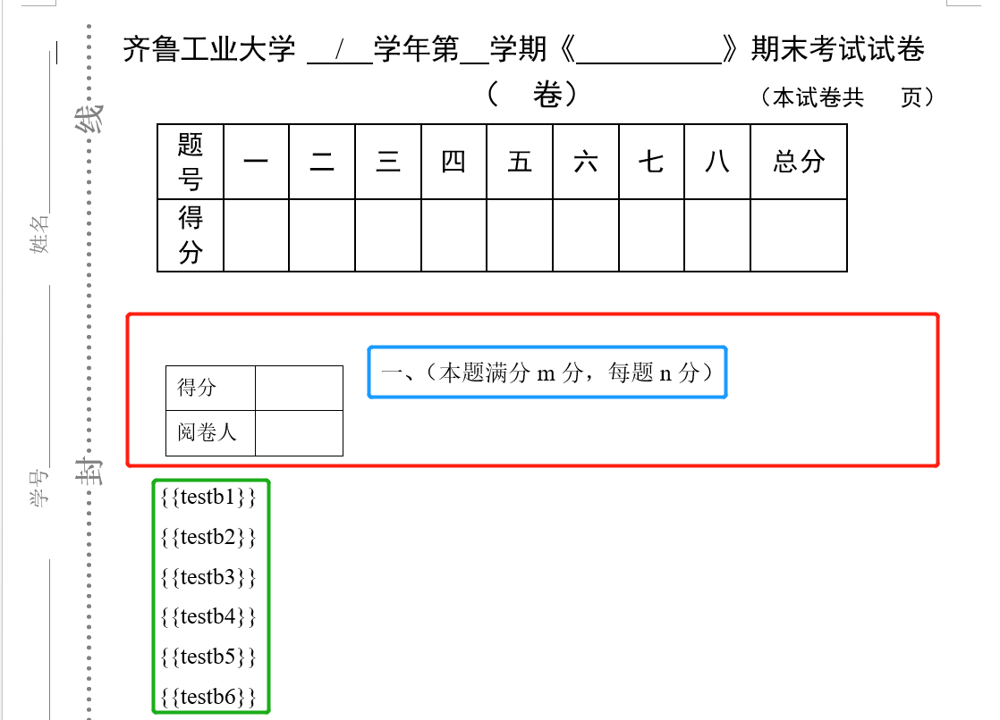 齐鲁工业大学 / 学年第 学期《 》期末考试试卷
( 卷) (本试卷共 页)
题号 一 二 三 四 五 六 七 八 总分
得分
得分
阅卷人
一、(本题满分 m 分，每题 n 分)
{{testb1}}
{{testb2}}
{{testb3}}
{{testb4}}
{{testb5}}
{{testb6}}
线
封
姓名
学号